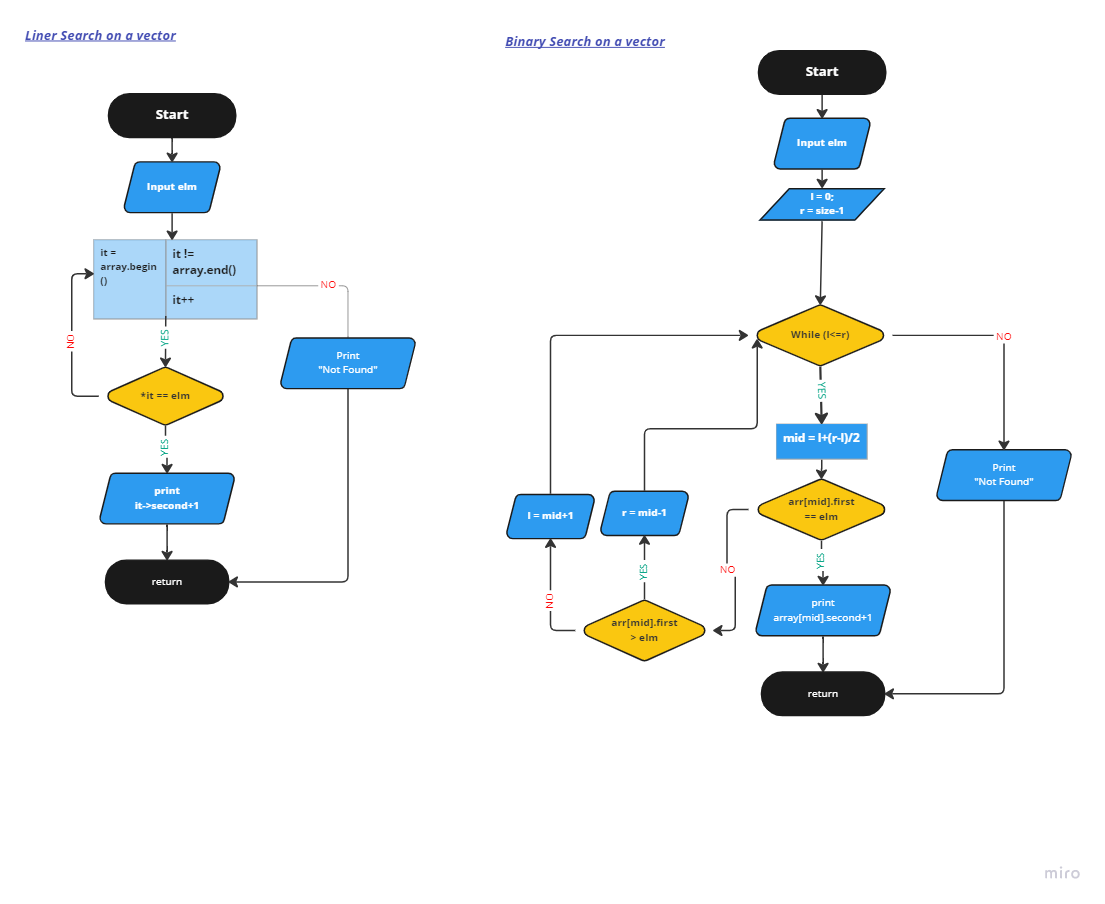 Liner Search on a vector
Start
Input elm
it =
array.begin
()
it !=
array.end()
it++
NO
YES
NO
Print
"Not Found"
*it == elm
YES
print
it->second+1
return
Binary Search on a vector
Start
Input elm
l = 0;
r = size-1
While (l<=r)
NO
YES
mid = l+(r-l)/2
Print
"Not Found"
arr[mid].first
== elm
l = mid+1
r = mid-1
NO
YES
YES
NO
print
array[mid].second+1
arr[mid].first
> elm
return
miro